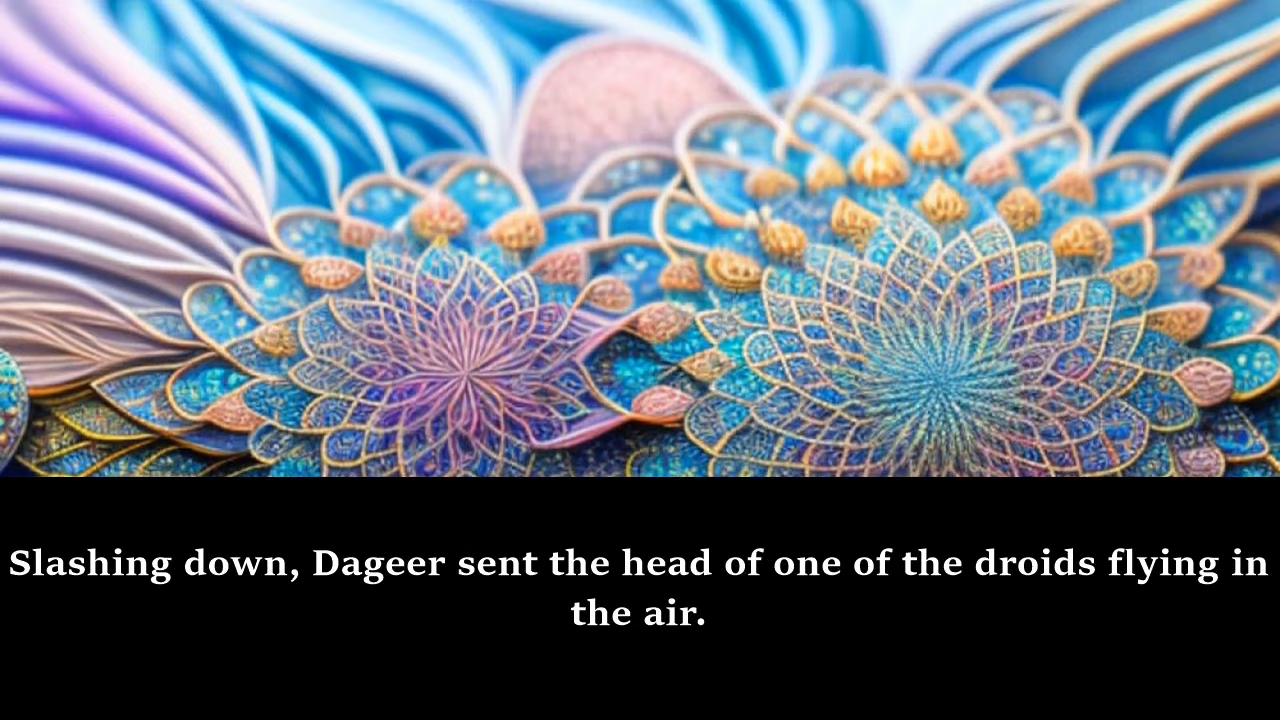 Slashing down, Dageer sent the head of one of the droids flying in
the air.